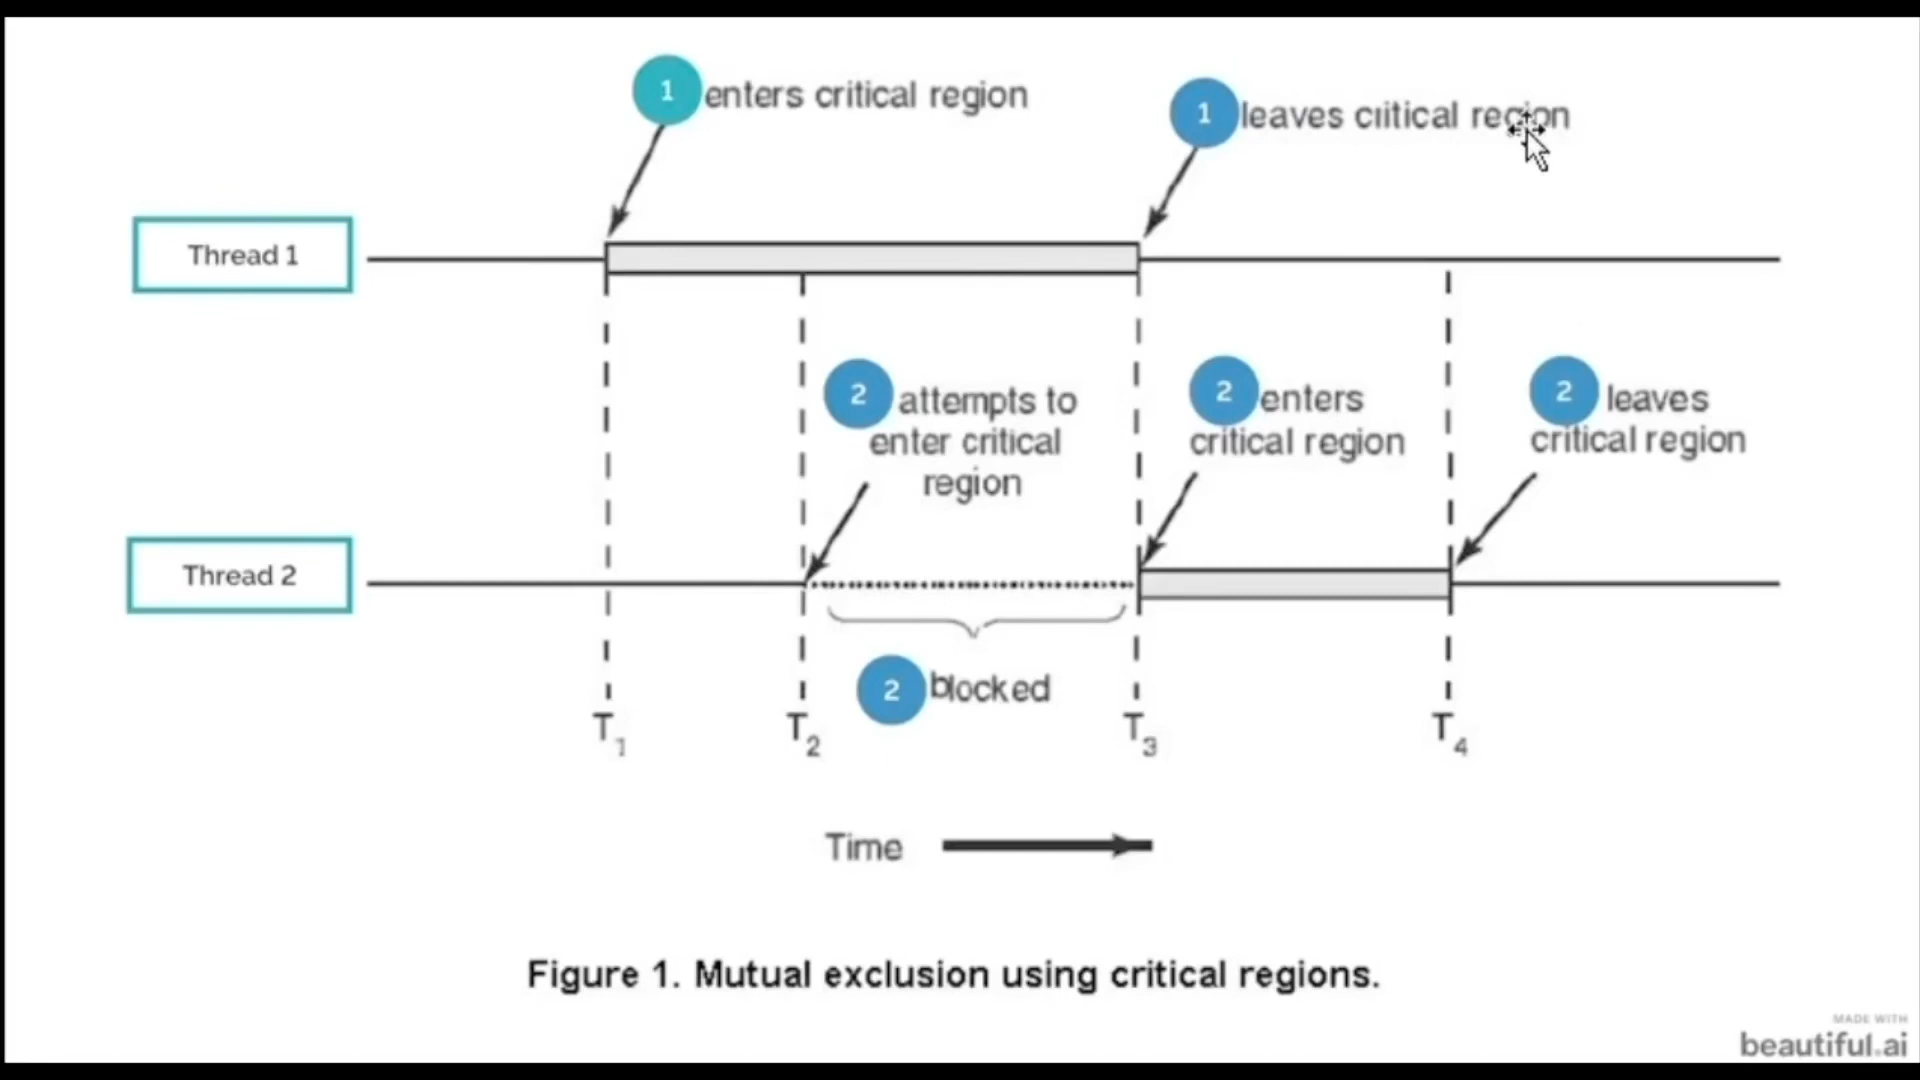 1 enters critical region
1 leaves critical region
Thread 1
2 attempts to
enter critical
region
2 enters
critical region
2 leaves
critical region
Thread 2
2 blocked
T1
T2
T3
T4
Time
Figure 1. Mutual exclusion using critical regions.
MADE WITH
beautiful.ai